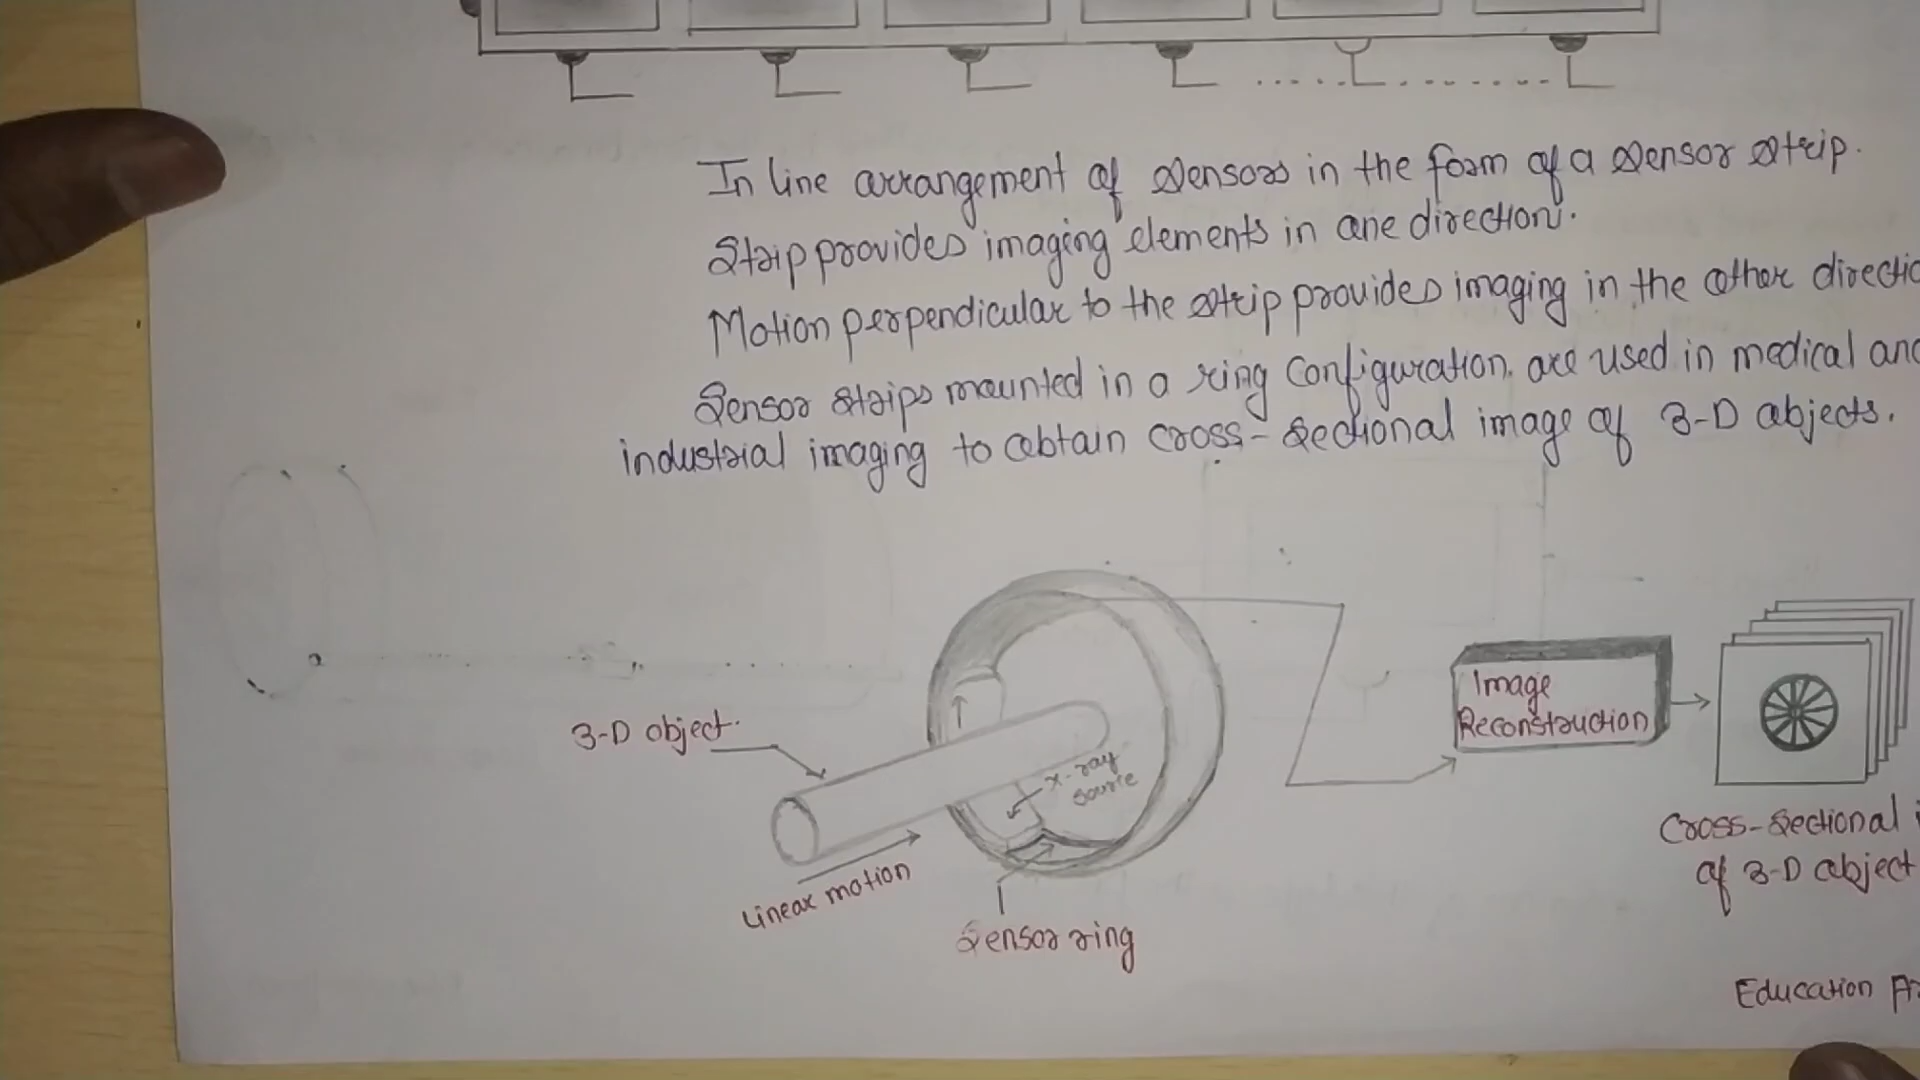 In line arrangement of sensors in the form of a sensor strip.
Strip provides imaging elements in one direction.
Motion perpendicular to the strip provides imaging in the other
Sensor strips mounted in a ring configuration. are used in medical
industrial imaging to obtain cross-sectional image of 3-D objects.
3-D object.
x-ray
source
Linear motion
Sensor ring
Image
Reconstruction
Cross-sectional
of 3-D object
Education